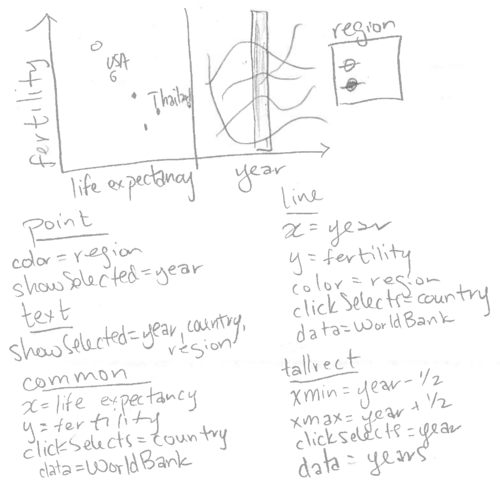 fertility
USA
Thailand
life expectancy
year
region
point
color = region
showSelected = year
text
showSelected = year, country,
region
common
x = life expectancy
y = fertility
clickSelects = country
data = WorldBank
line
x = year
y = fertility
color = region
clickSelects = country
data = WorldBank
tallrect
xmin = year - 1/2
xmax = year + 1/2
clickSelects = year
data = years